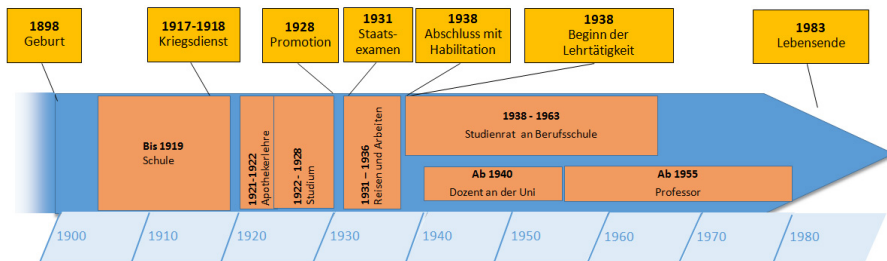 1898
Geburt
1917-1918
Kriegsdienst
1928
Promotion
1931
Staats-
examen
1938
Abschluss mit
Habilitation
1938
Beginn der
Lehrtätigkeit
1983
Lebensende
Bis 1919
Schule
1921-1922
Apothekerlehre
1922 - 1928
Studium
1931 – 1936
Reisen und Arbeiten
1938 - 1963
Studienrat an Berufsschule
Ab 1940
Dozent an der Uni
Ab 1955
Professor
1900 1910 1920 1930 1940 1950 1960 1970 1980